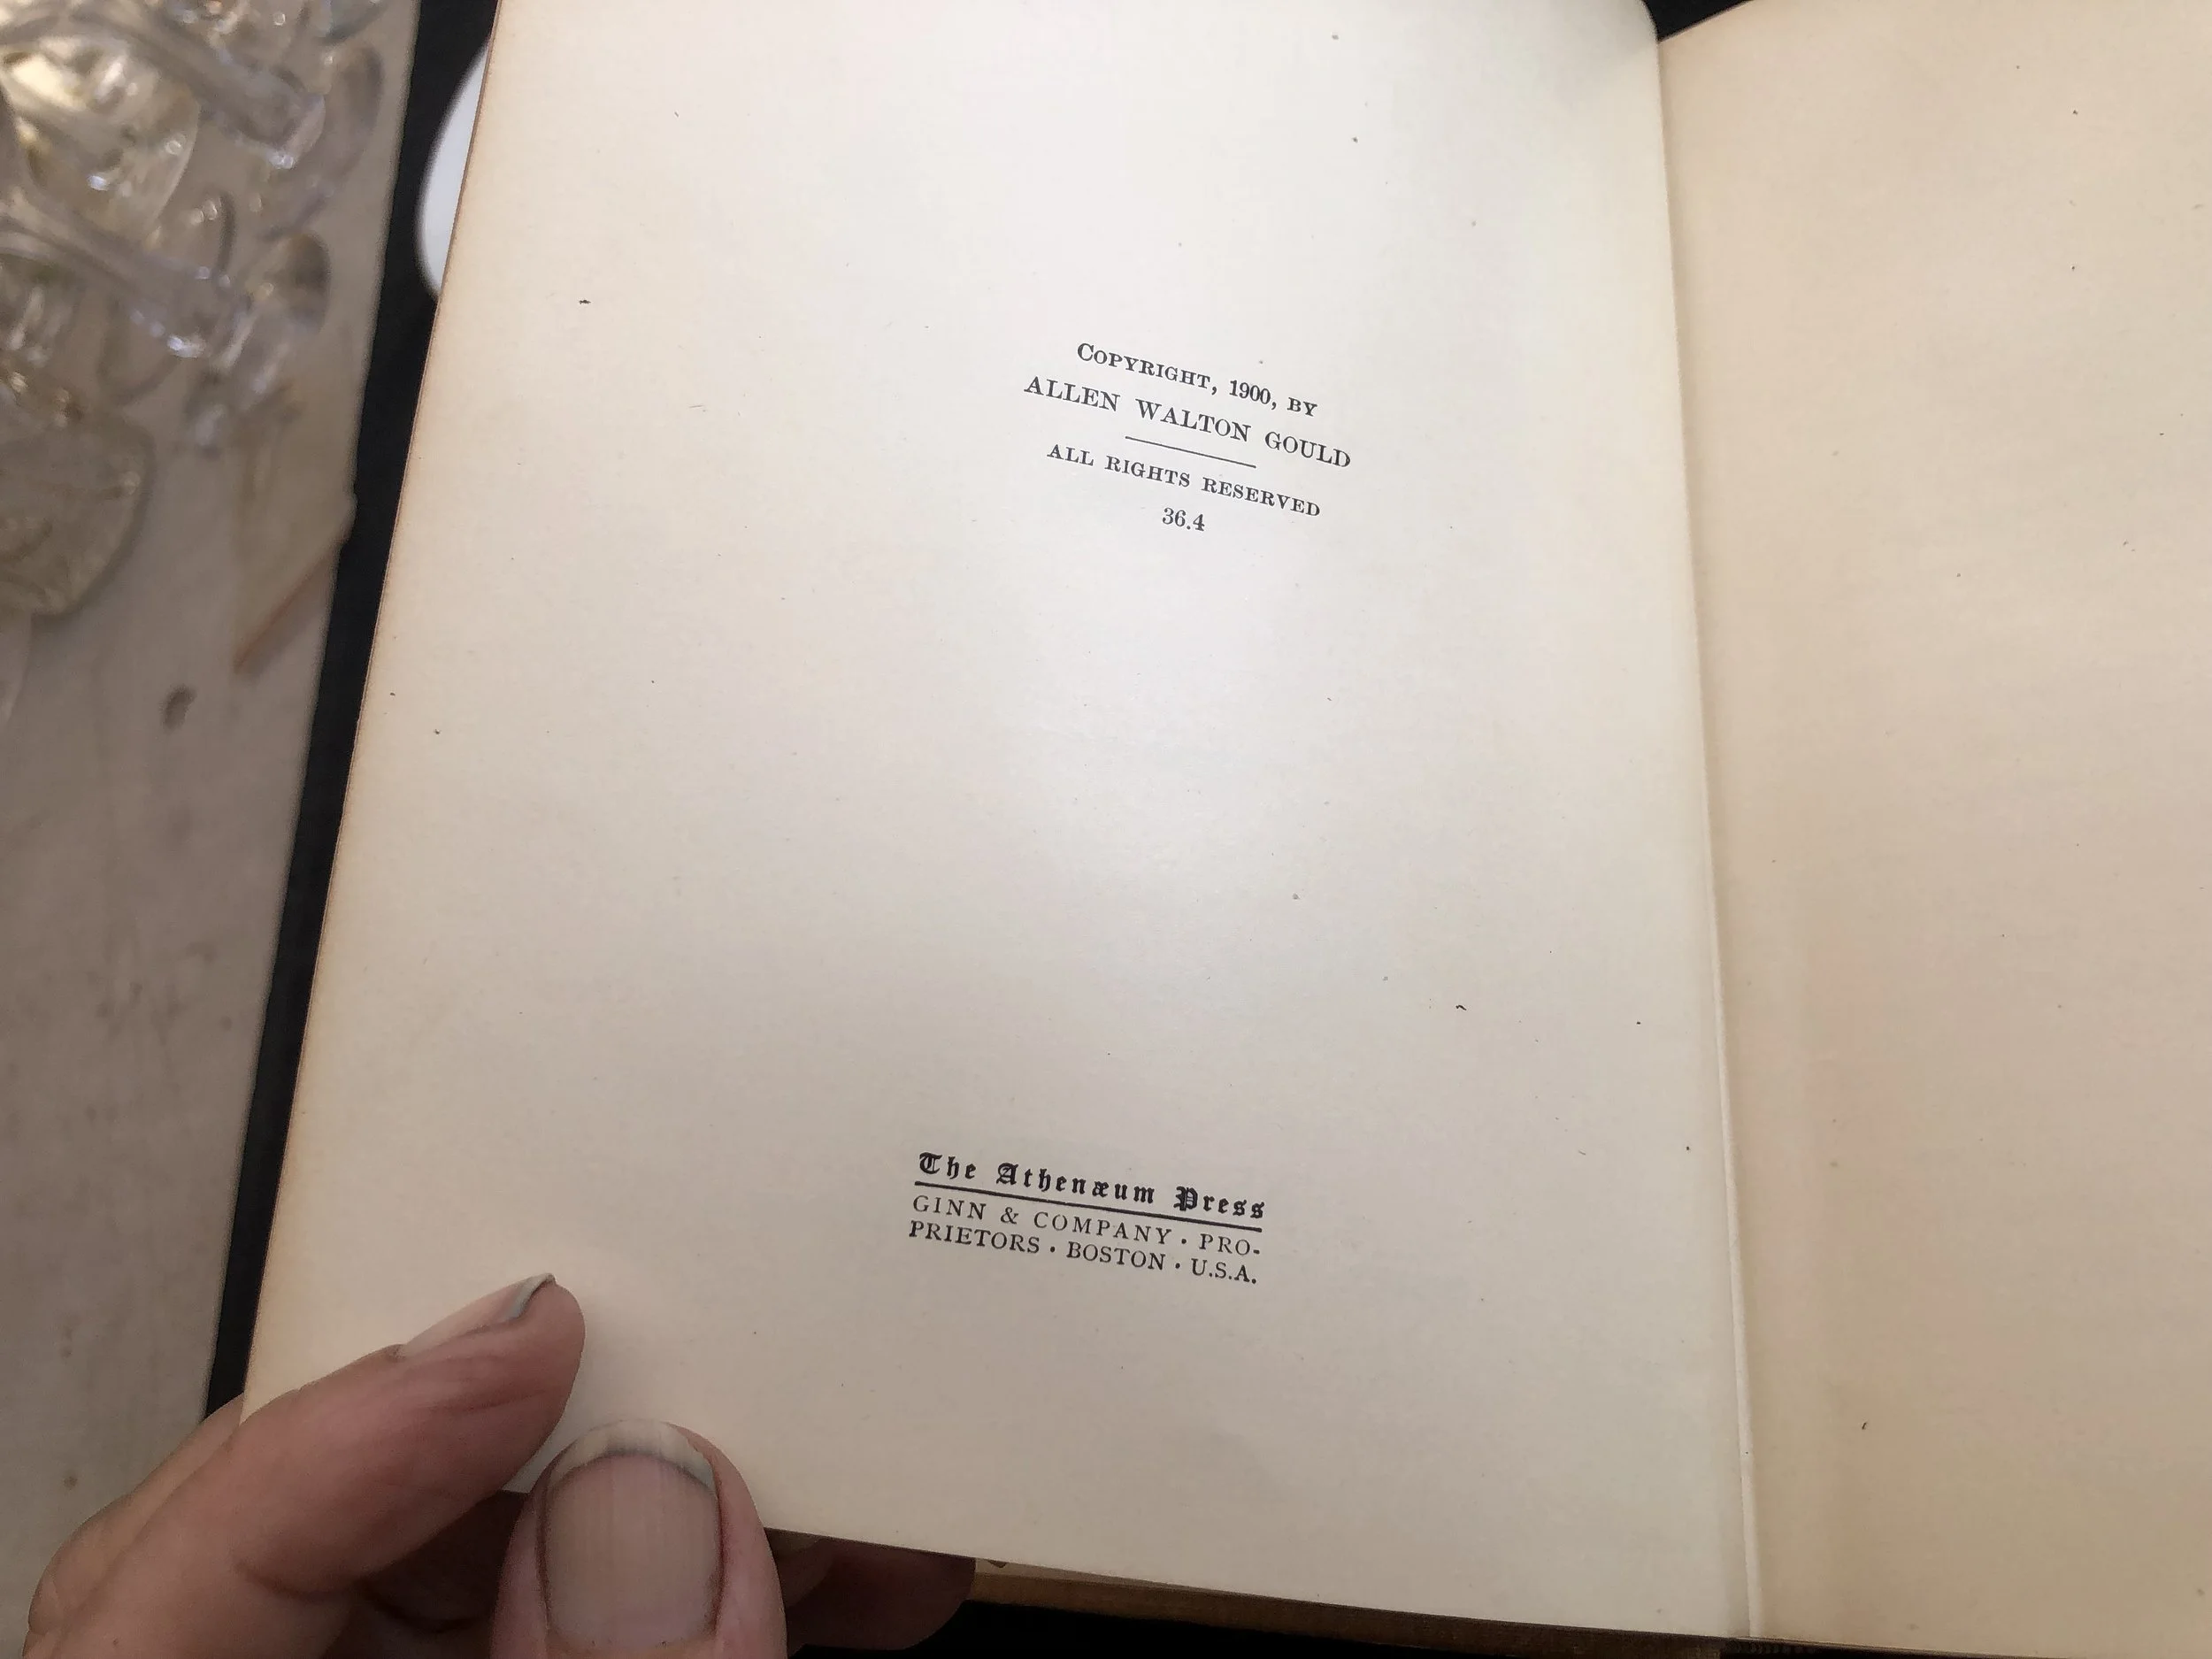 COPYRIGHT, 1900, BY
ALLEN WALTON GOULD
ALL RIGHTS RESERVED
36.4
The Athenæum Press
GINN & COMPANY · PRO-
PRIETORS · BOSTON · U.S.A.